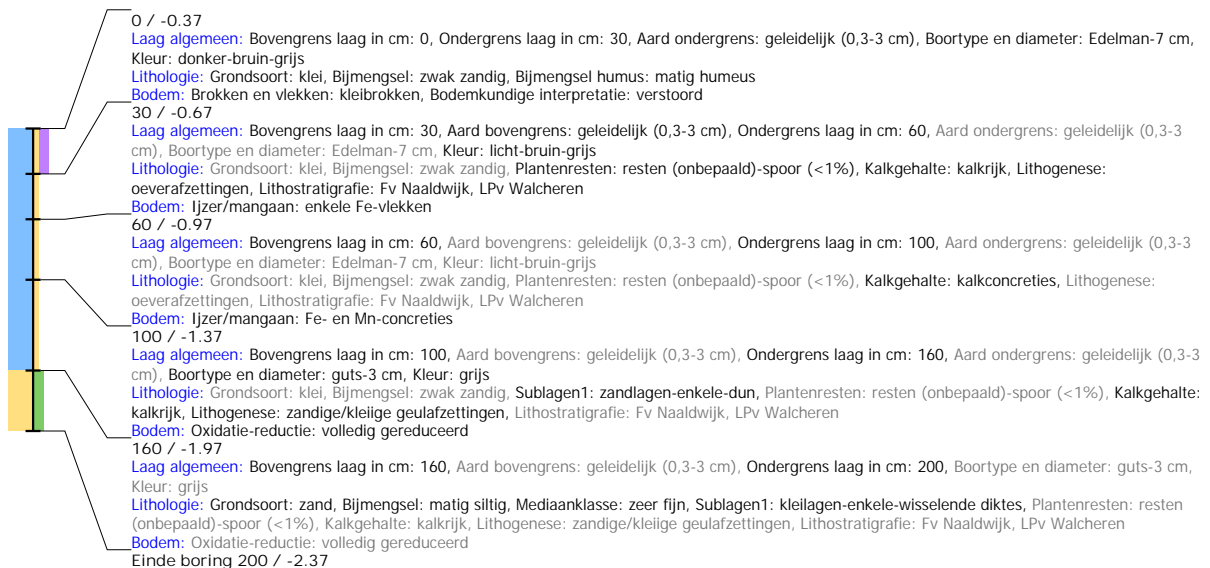 0 / -0.37
Laag algemeen: Bovengrens laag in cm: 0, Ondergrens laag in cm: 30, Aard ondergrens: geleidelijk (0,3-3 cm), Boortype en diameter: Edelman-7 cm,
Kleur: donker-bruin-grijs
Lithologie: Grondsoort: klei, Bijmengsel: zwak zandig, Bijmengsel humus: matig humeus
Bodem: Brokken en vlekken: kleibrokken, Bodemkundige interpretatie: verstoord
30 / -0.67
Laag algemeen: Bovengrens laag in cm: 30, Aard bovengrens: geleidelijk (0,3-3 cm), Ondergrens laag in cm: 60, Aard ondergrens: geleidelijk (0,3-3
cm), Boortype en diameter: Edelman-7 cm, Kleur: licht-bruin-grijs
Lithologie: Grondsoort: klei, Bijmengsel: zwak zandig, Plantenresten: resten (onbepaald)-spoor (<1%), Kalkgehalte: kalkrijk, Lithogenese:
oeverafzettingen, Lithostratigrafie: Fv Naaldwijk, LPv Walcheren
Bodem: Ijzer/mangaan: enkele Fe-vlekken
60 / -0.97
Laag algemeen: Bovengrens laag in cm: 60, Aard bovengrens: geleidelijk (0,3-3 cm), Ondergrens laag in cm: 100, Aard ondergrens: geleidelijk (0,3-3
cm), Boortype en diameter: Edelman-7 cm, Kleur: licht-bruin-grijs
Lithologie: Grondsoort: klei, Bijmengsel: zwak zandig, Plantenresten: resten (onbepaald)-spoor (<1%), Kalkgehalte: kalkconcreties, Lithogenese:
oeverafzettingen, Lithostratigrafie: Fv Naaldwijk, LPv Walcheren
Bodem: Ijzer/mangaan: Fe- en Mn-concreties
100 / -1.37
Laag algemeen: Bovengrens laag in cm: 100, Aard bovengrens: geleidelijk (0,3-3 cm), Ondergrens laag in cm: 160, Aard ondergrens: geleidelijk (0,3-3
cm), Boortype en diameter: guts-3 cm, Kleur: grijs
Lithologie: Grondsoort: klei, Bijmengsel: zwak zandig, Sublagen1: zandlagen-enkele-dun, Plantenresten: resten (onbepaald)-spoor (<1%), Kalkgehalte:
kalkrijk, Lithogenese: zandige/kleiige geulafzettingen, Lithostratigrafie: Fv Naaldwijk, LPv Walcheren
Bodem: Oxidatie-reductie: volledig gereduceerd
160 / -1.97
Laag algemeen: Bovengrens laag in cm: 160, Aard bovengrens: geleidelijk (0,3-3 cm), Ondergrens laag in cm: 200, Boortype en diameter: guts-3 cm,
Kleur: grijs
Lithologie: Grondsoort: zand, Bijmengsel: matig siltig, Mediaanklasse: zeer fijn, Sublagen1: kleilagen-enkele-wisselende diktes, Plantenresten: resten
(onbepaald)-spoor (<1%), Kalkgehalte: kalkrijk, Lithogenese: zandige/kleiige geulafzettingen, Lithostratigrafie: Fv Naaldwijk, LPv Walcheren
Bodem: Oxidatie-reductie: volledig gereduceerd
Einde boring 200 / -2.37